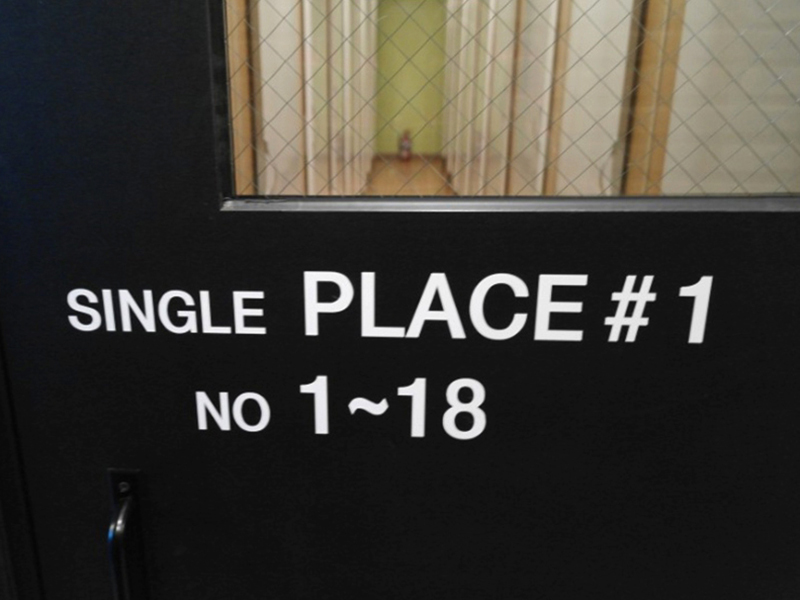 SINGLE PLACE #1
NO 1~18